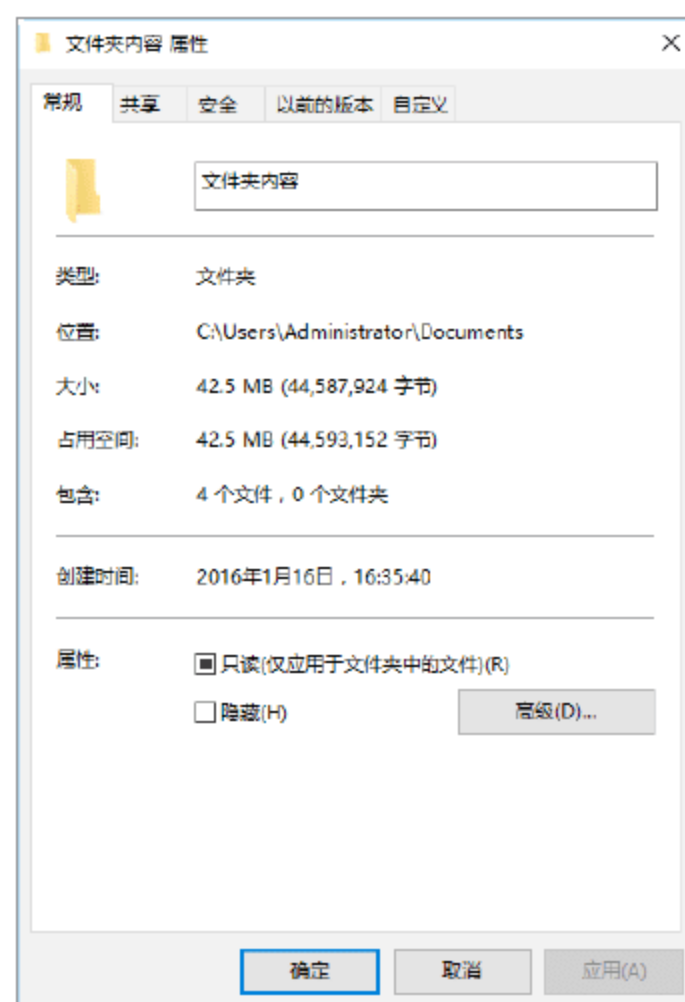 文件夹内容 属性
常规 共享 安全 以前的版本 自定义
文件夹内容
类型: 文件夹
位置: C:\Users\Administrator\Documents
大小: 42.5 MB (44,587,924 字节)
占用空间: 42.5 MB (44,593,152 字节)
包含: 4 个文件，0 个文件夹
创建时间: 2016年1月16日，16:35:40
属性: 只读(仅应用于文件夹中的文件)(R)
隐藏(H) 高级(D)...
确定 取消 应用(A)